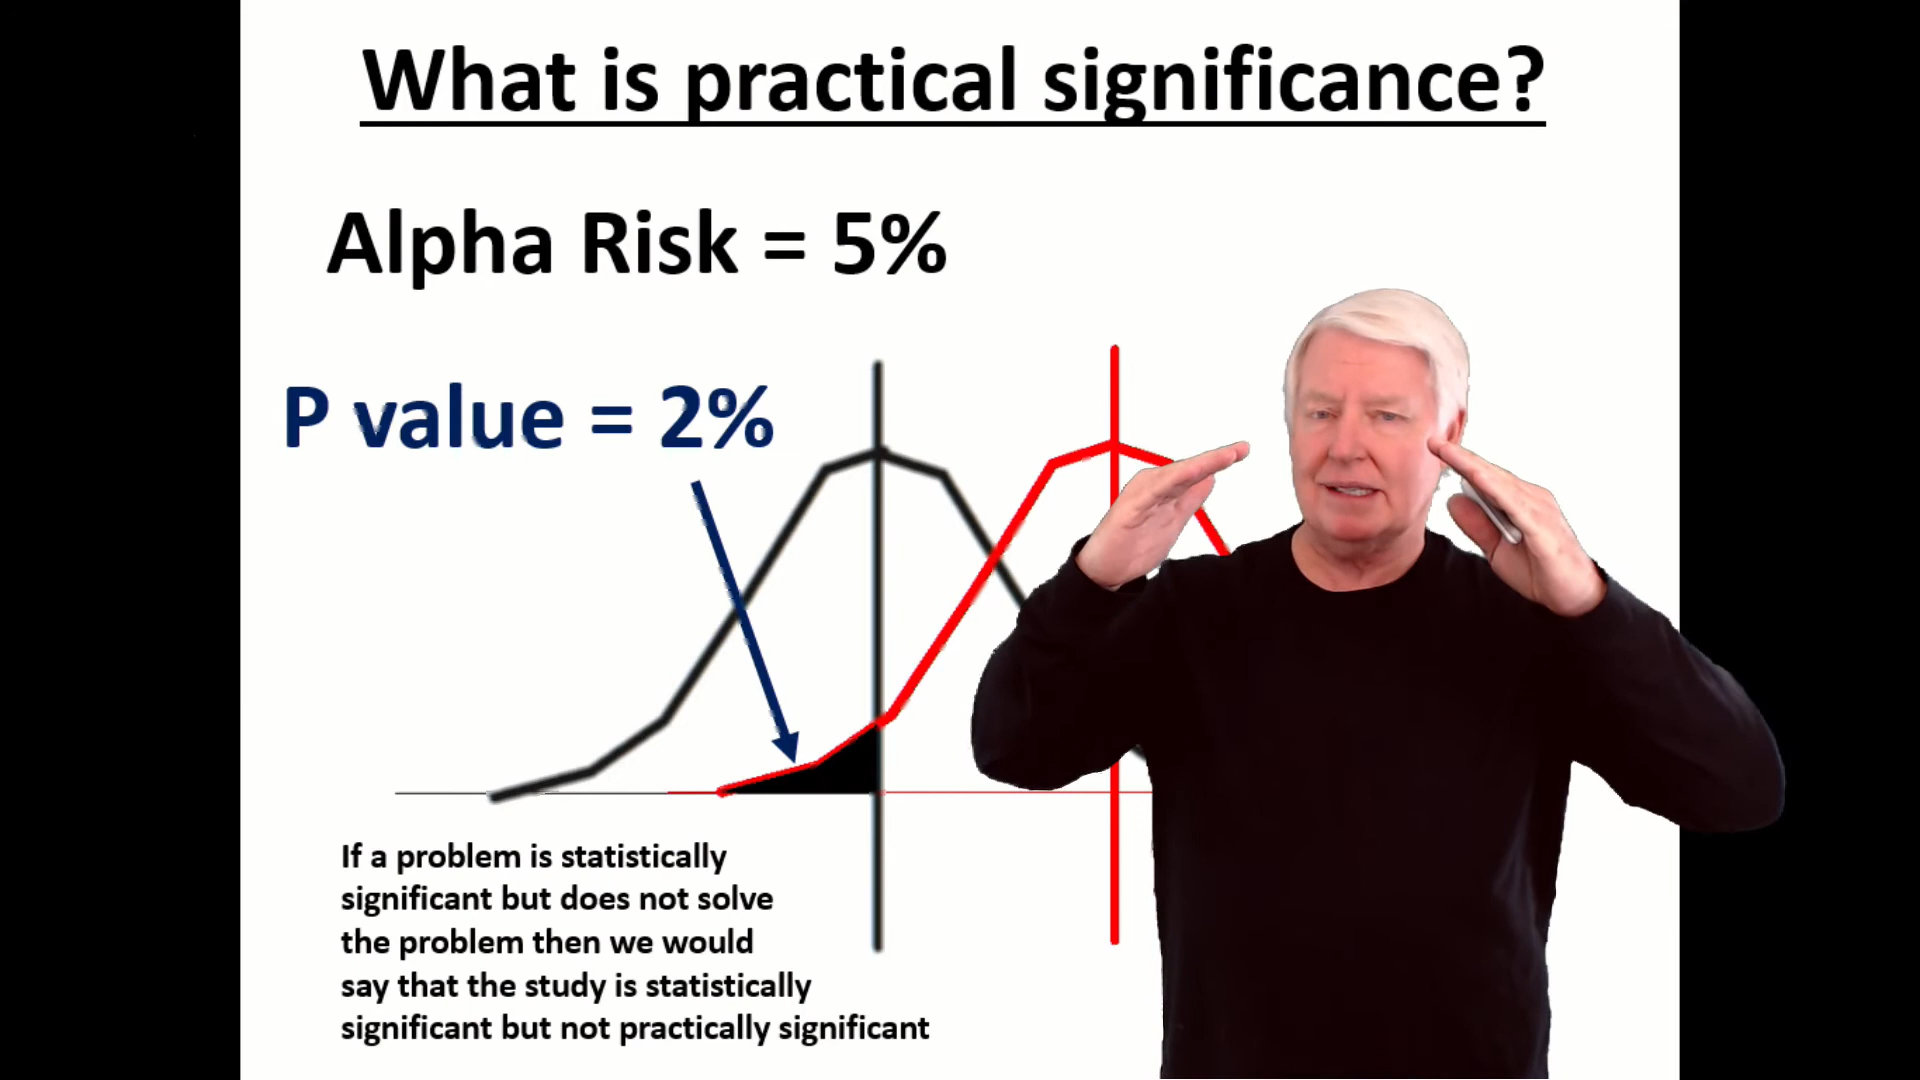 What is practical significance?
Alpha Risk = 5%
P value = 2%
If a problem is statistically
significant but does not solve
the problem then we would
say that the study is statistically
significant but not practically significant